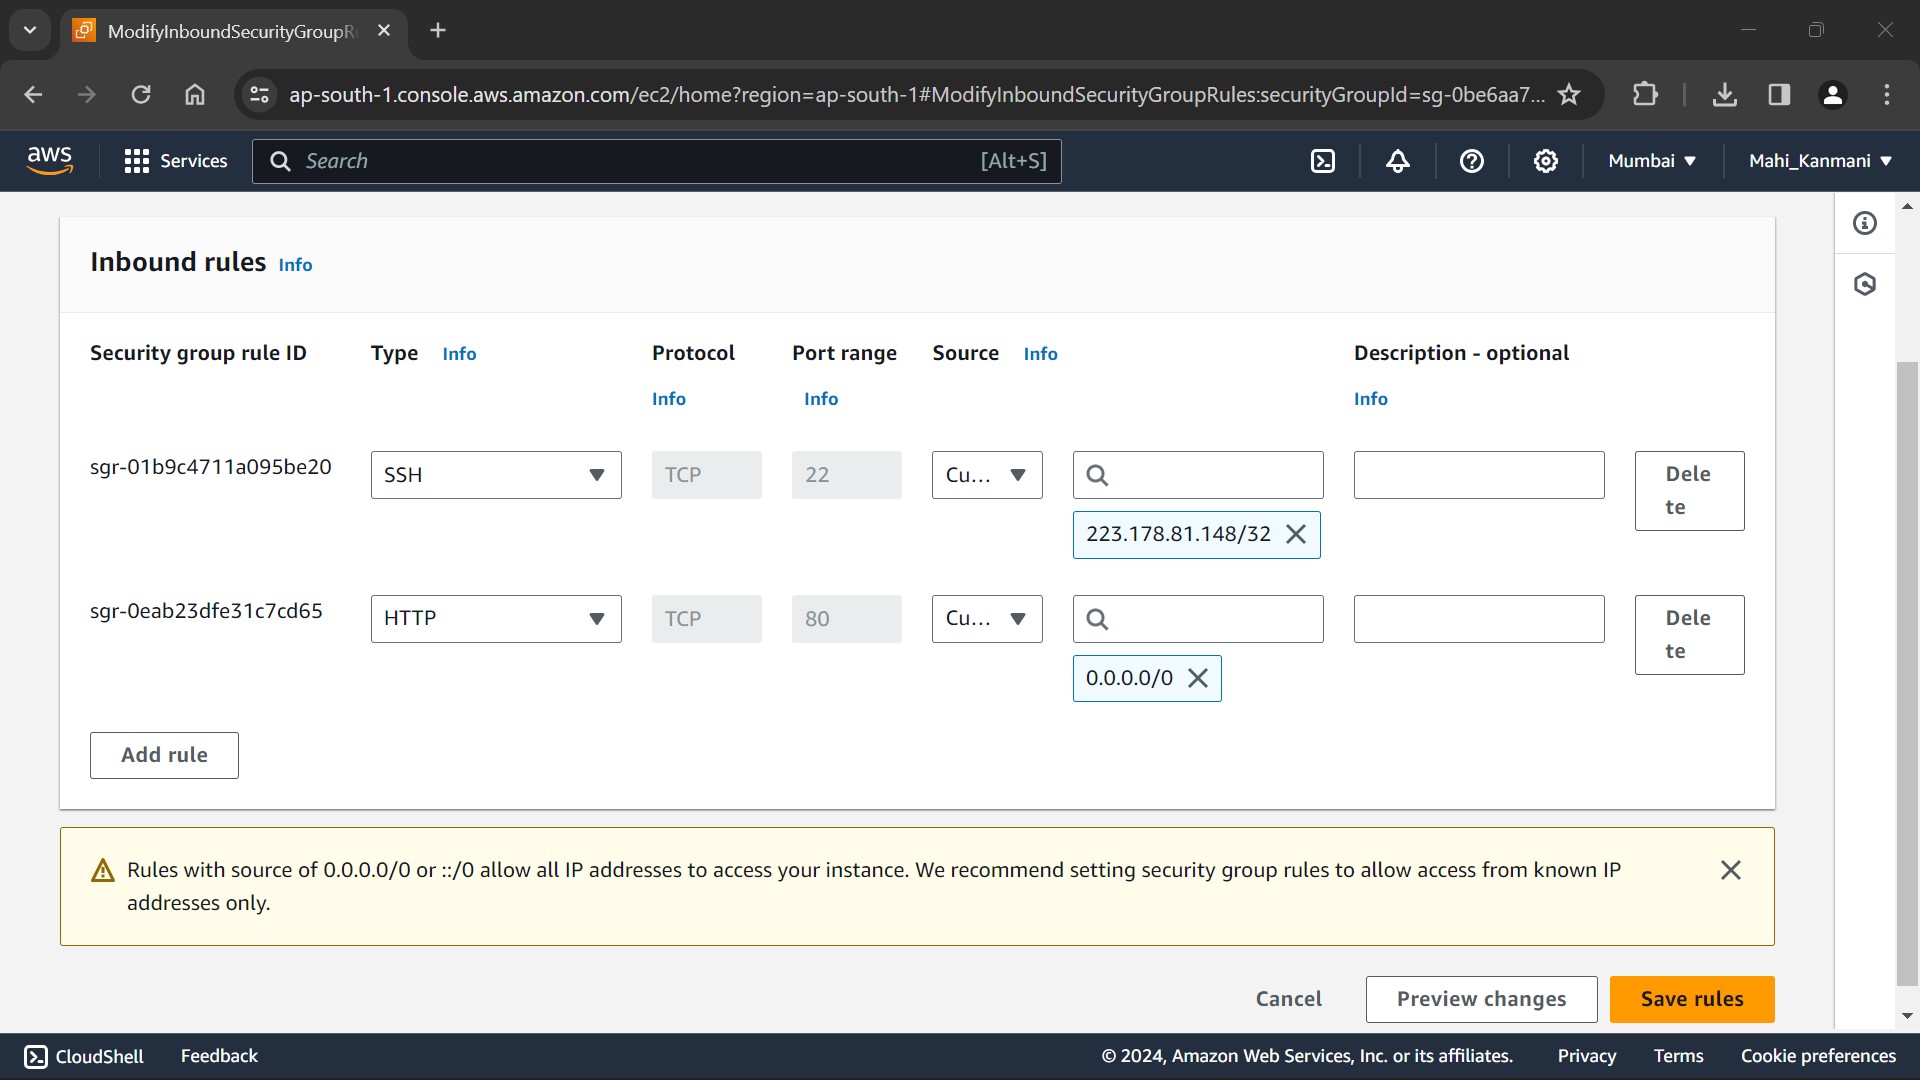 ModifyInboundSecurityGroupR
ap-south-1.console.aws.amazon.com/ec2/home?region=ap-south-1#ModifyInboundSecurityGroupRules:securityGroupId=sg-0be6aa7...
aws
Services
Search
[Alt+S]
Mumbai
Mahi_Kanmani
Inbound rules Info
Security group rule ID Type Info Protocol Port range Source Info Description - optional
Info Info Info
sgr-01b9c4711a095be20 SSH TCP 22 Cu... Dele
te
223.178.81.148/32
sgr-0eab23dfe31c7cd65 HTTP TCP 80 Cu... Dele
te
0.0.0.0/0
Add rule
Rules with source of 0.0.0.0/0 or ::/0 allow all IP addresses to access your instance. We recommend setting security group rules to allow access from known IP
addresses only.
Cancel Preview changes Save rules
CloudShell Feedback © 2024, Amazon Web Services, Inc. or its affiliates. Privacy Terms Cookie preferences